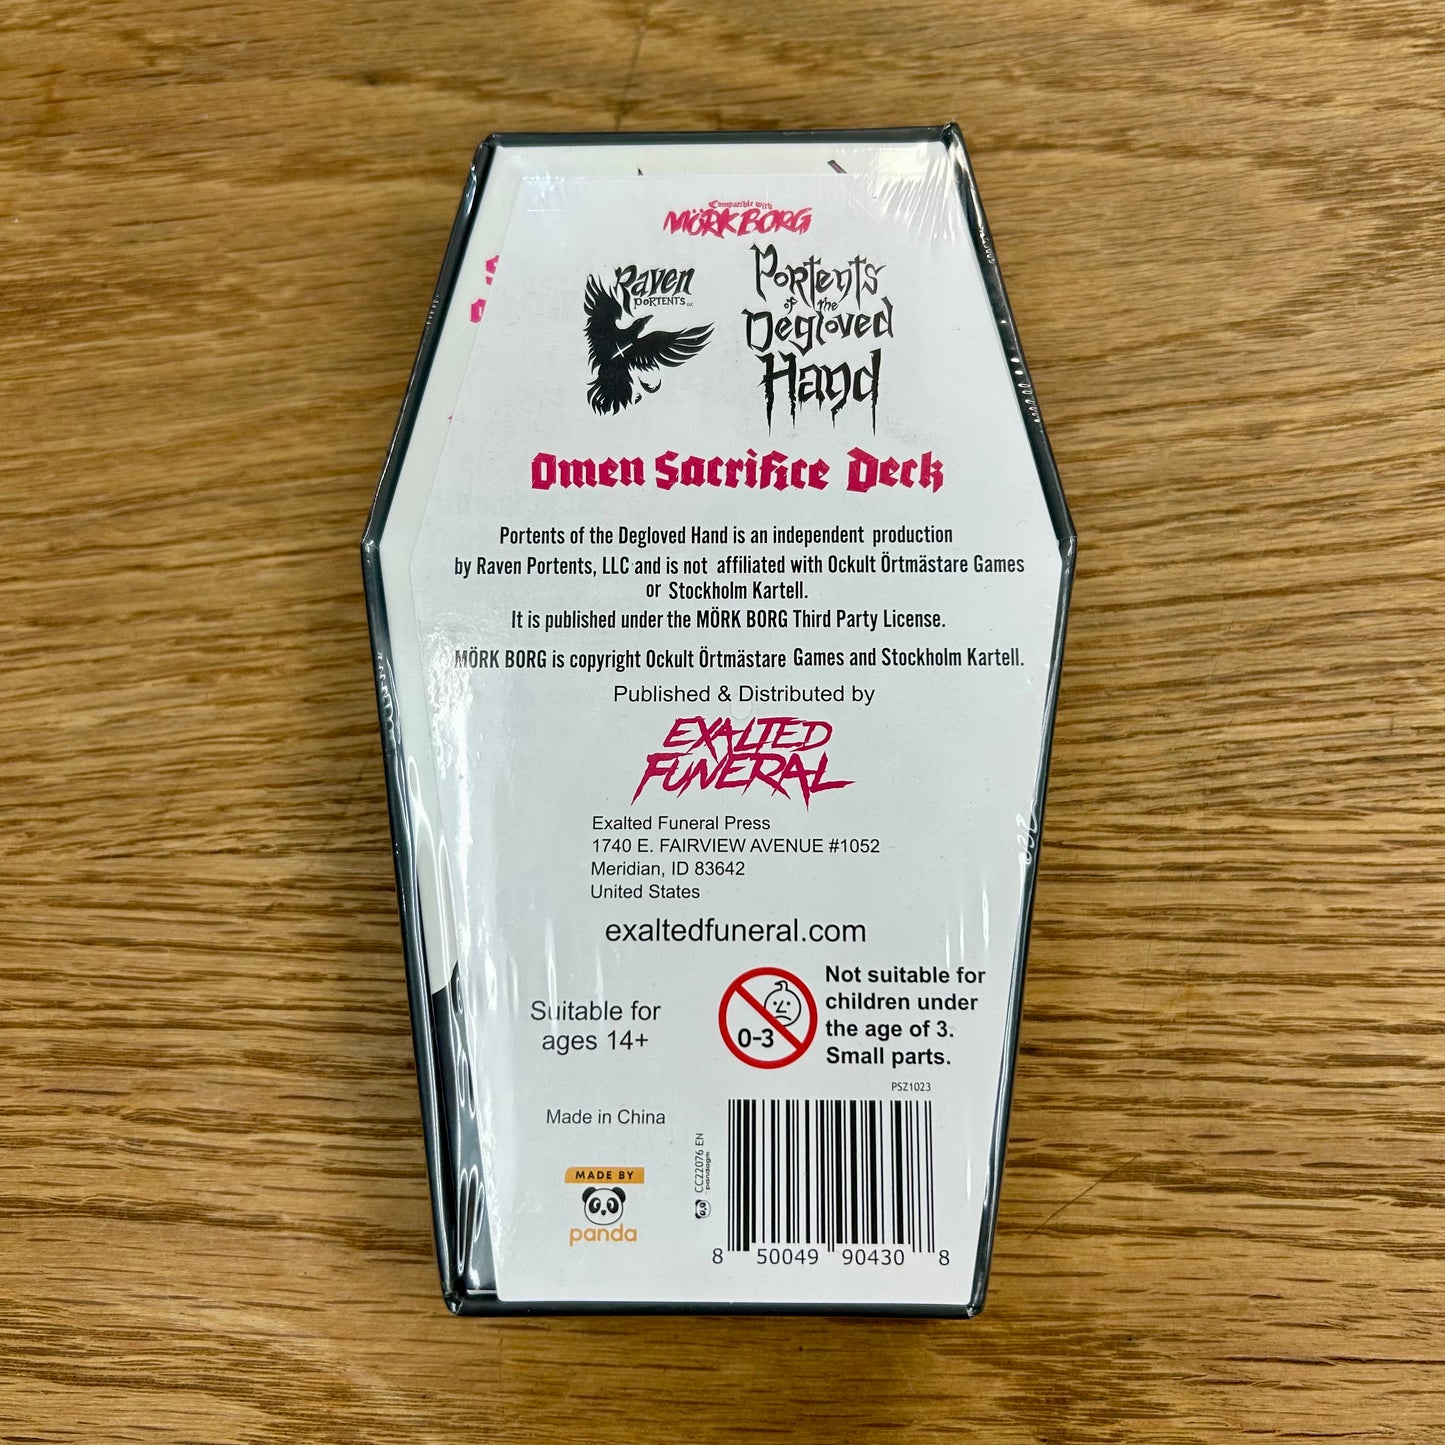 Compatible with
MÖRK BORG
Raven
PORTENTS LLC
Portents
of the
Degloved
Hand
Omen Sacrifice Deck
Portents of the Degloved Hand is an independent production
by Raven Portents, LLC and is not affiliated with Ockult Örtmästare Games
or Stockholm Kartell.
It is published under the MÖRK BORG Third Party License.
MÖRK BORG is copyright Ockult Örtmästare Games and Stockholm Kartell.
Published & Distributed by
EXALTED
FUNERAL
Exalted Funeral Press
1740 E. FAIRVIEW AVENUE #1052
Meridian, ID 83642
United States
exaltedfuneral.com
Suitable for
ages 14+
0-3
Not suitable for
children under
the age of 3.
Small parts.
PSZ1023
Made in China
MADE BY
panda
CC22076 EN
pandagm
8 50049 90430 8